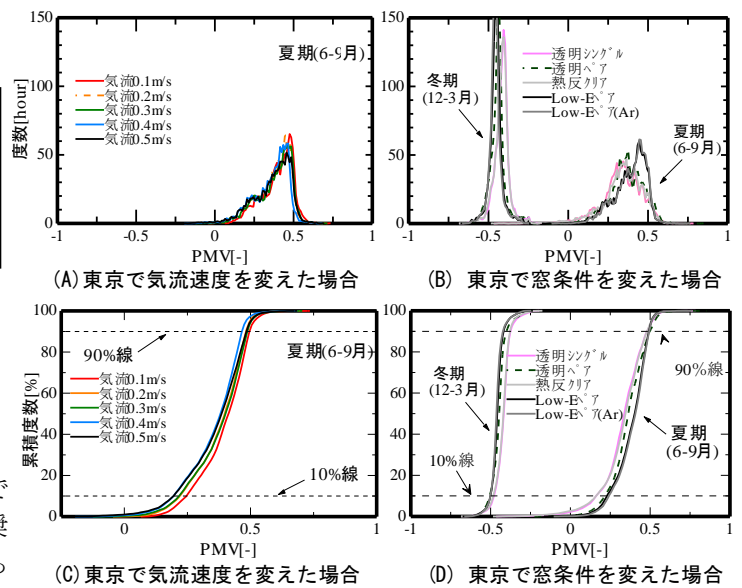 150
100
50
0
度数[hour]
夏期(6-9月)
気流0.1m/s
気流0.2m/s
気流0.3m/s
気流0.4m/s
気流0.5m/s
-1
-0.5
0
0.5
1
PMV[-]
(A)東京で気流速度を変えた場合
150
100
50
0
透明シングル
透明ペア
熱反クリア
Low-Eペア
Low-Eペア(Ar)
冬期
(12-3月)
夏期
(6-9月)
-1
-0.5
0
0.5
1
PMV[-]
(B) 東京で窓条件を変えた場合
100
80
60
40
20
0
累積度数[%]
90%線
夏期(6-9月)
気流0.1m/s
気流0.2m/s
気流0.3m/s
気流0.4m/s
気流0.5m/s
10%線
0
0.5
1
PMV[-]
(C)東京で気流速度を変えた場合
100
80
60
40
20
0
透明シングル
透明ペア
熱反クリア
Low-Eペア
Low-Eペア(Ar)
冬期
(12-3月)
90%線
10%線
夏期
(6-9月)
-1
-0.5
0
0.5
1
PMV[-]
(D) 東京で窓条件を変えた場合
で